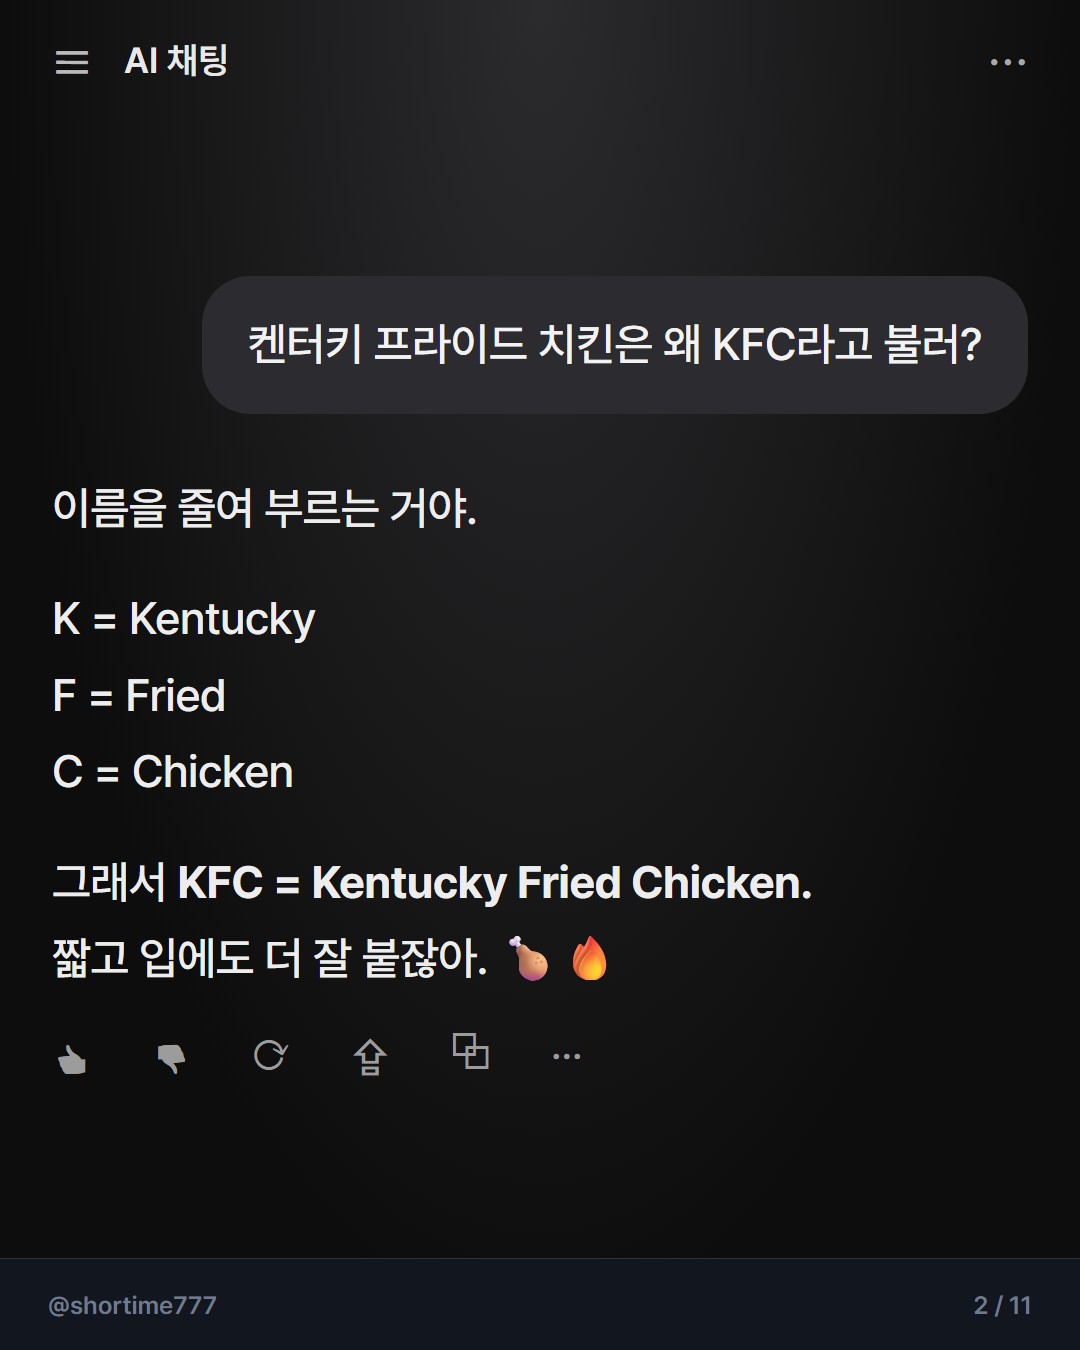 AI 채팅
켄터키 프라이드 치킨은 왜 KFC라고 불러?
이름을 줄여 부르는 거야.
K = Kentucky
F = Fried
C = Chicken
그래서 KFC = Kentucky Fried Chicken.
짧고 입에도 더 잘 붙잖아. 🍗 🔥
@shortime777
2 / 11